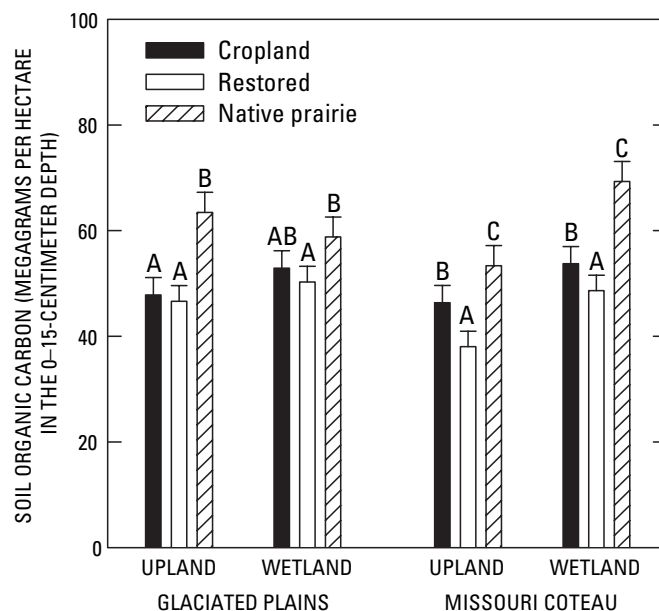 SOIL ORGANIC CARBON (MEGAGRAMS PER HECTARE
IN THE 0–15-CENTIMETER DEPTH)
100
80
60
40
20
0
Cropland
Restored
Native prairie
A A B
AB A B
B A C
B A C
UPLAND WETLAND UPLAND WETLAND
GLACIATED PLAINS MISSOURI COTEAU